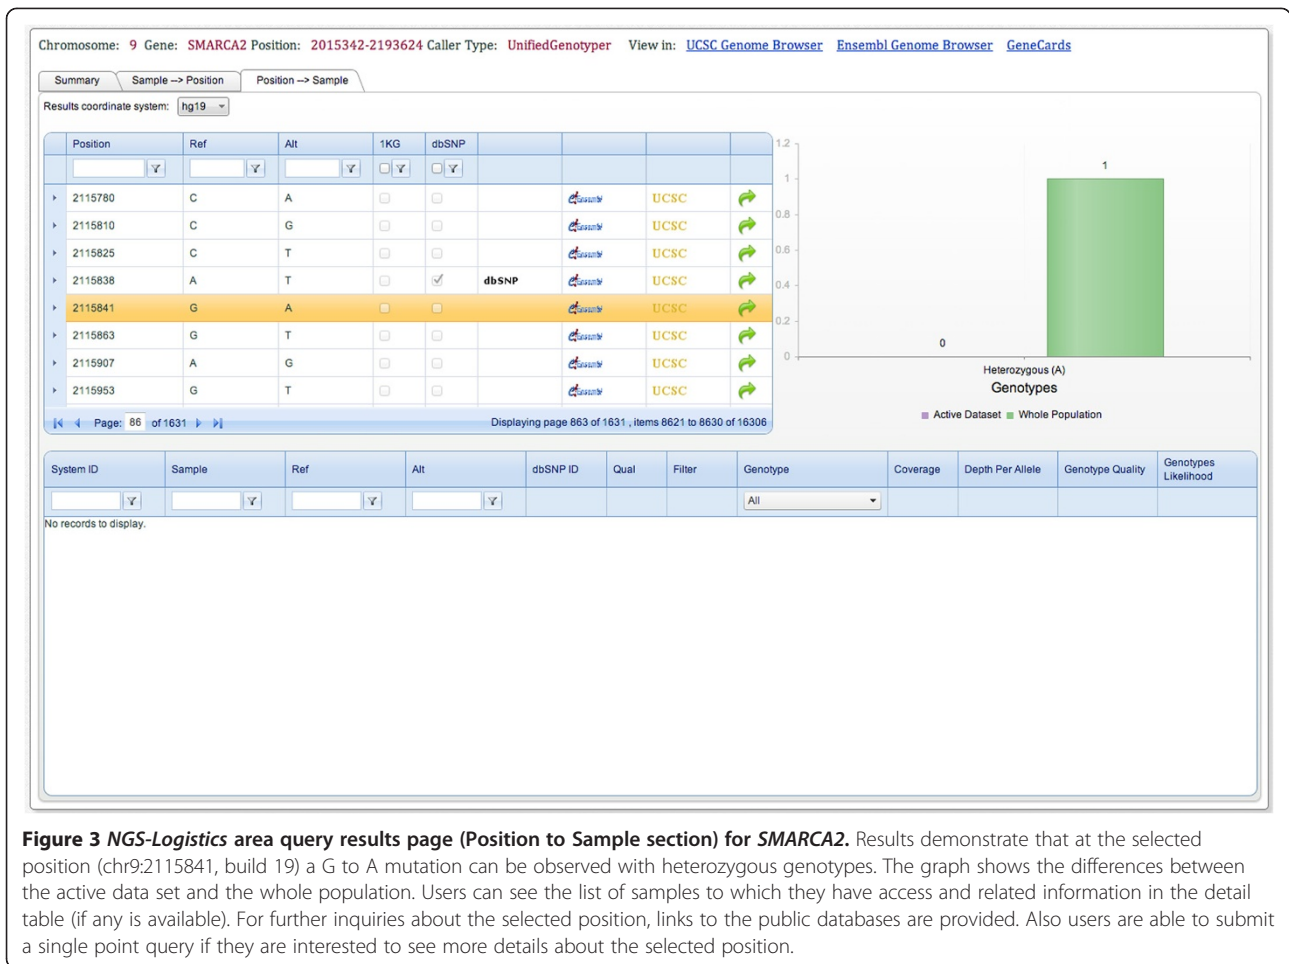 Chromosome: 9 Gene: SMARCA2 Position: 2015342-2193624 Caller Type: UnifiedGenotyper View in: UCSC Genome Browser Ensembl Genome Browser GeneCards
Summary Sample --> Position Position --> Sample
Results coordinate system: hg19
Position Ref Alt 1KG dbSNP
2115780 C A Ensembl UCSC
2115810 C G Ensembl UCSC
2115825 C T Ensembl UCSC
2115838 A T dbSNP Ensembl UCSC
2115841 G A Ensembl UCSC
2115863 G T Ensembl UCSC
2115907 A G Ensembl UCSC
2115953 G T Ensembl UCSC
Page: 86 of 1631 Displaying page 863 of 1631 , items 8621 to 8630 of 16306
1.2
1
0.8
0.6
0.4
0.2
0
0
1
Heterozygous (A)
Genotypes
Active Dataset Whole Population
System ID Sample Ref Alt dbSNP ID Qual Filter Genotype Coverage Depth Per Allele Genotype Quality Genotypes Likelihood
All
No records to display.
Figure 3 NGS-Logistics area query results page (Position to Sample section) for SMARCA2. Results demonstrate that at the selected
position (chr9:2115841, build 19) a G to A mutation can be observed with heterozygous genotypes. The graph shows the differences between
the active data set and the whole population. Users can see the list of samples to which they have access and related information in the detail
table (if any is available). For further inquiries about the selected position, links to the public databases are provided. Also users are able to submit
a single point query if they are interested to see more details about the selected position.